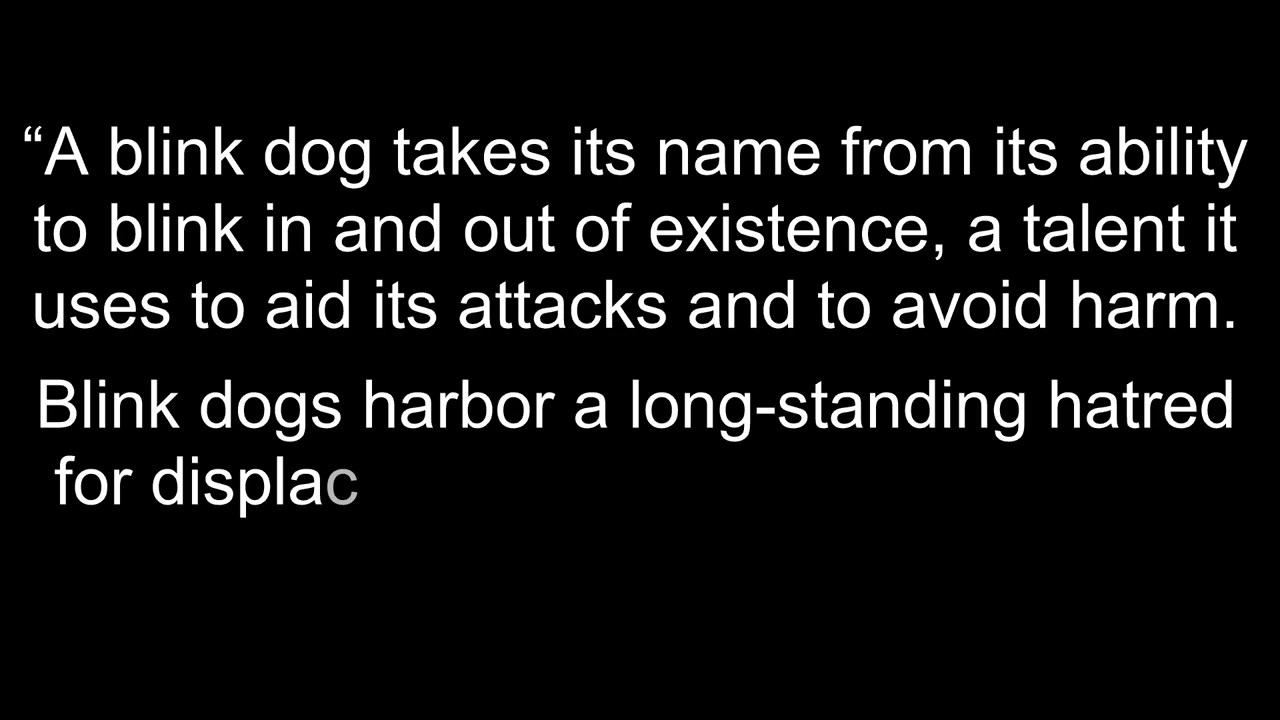 “A blink dog takes its name from its ability
to blink in and out of existence, a talent it
uses to aid its attacks and to avoid harm.
Blink dogs harbor a long-standing hatred
for displac